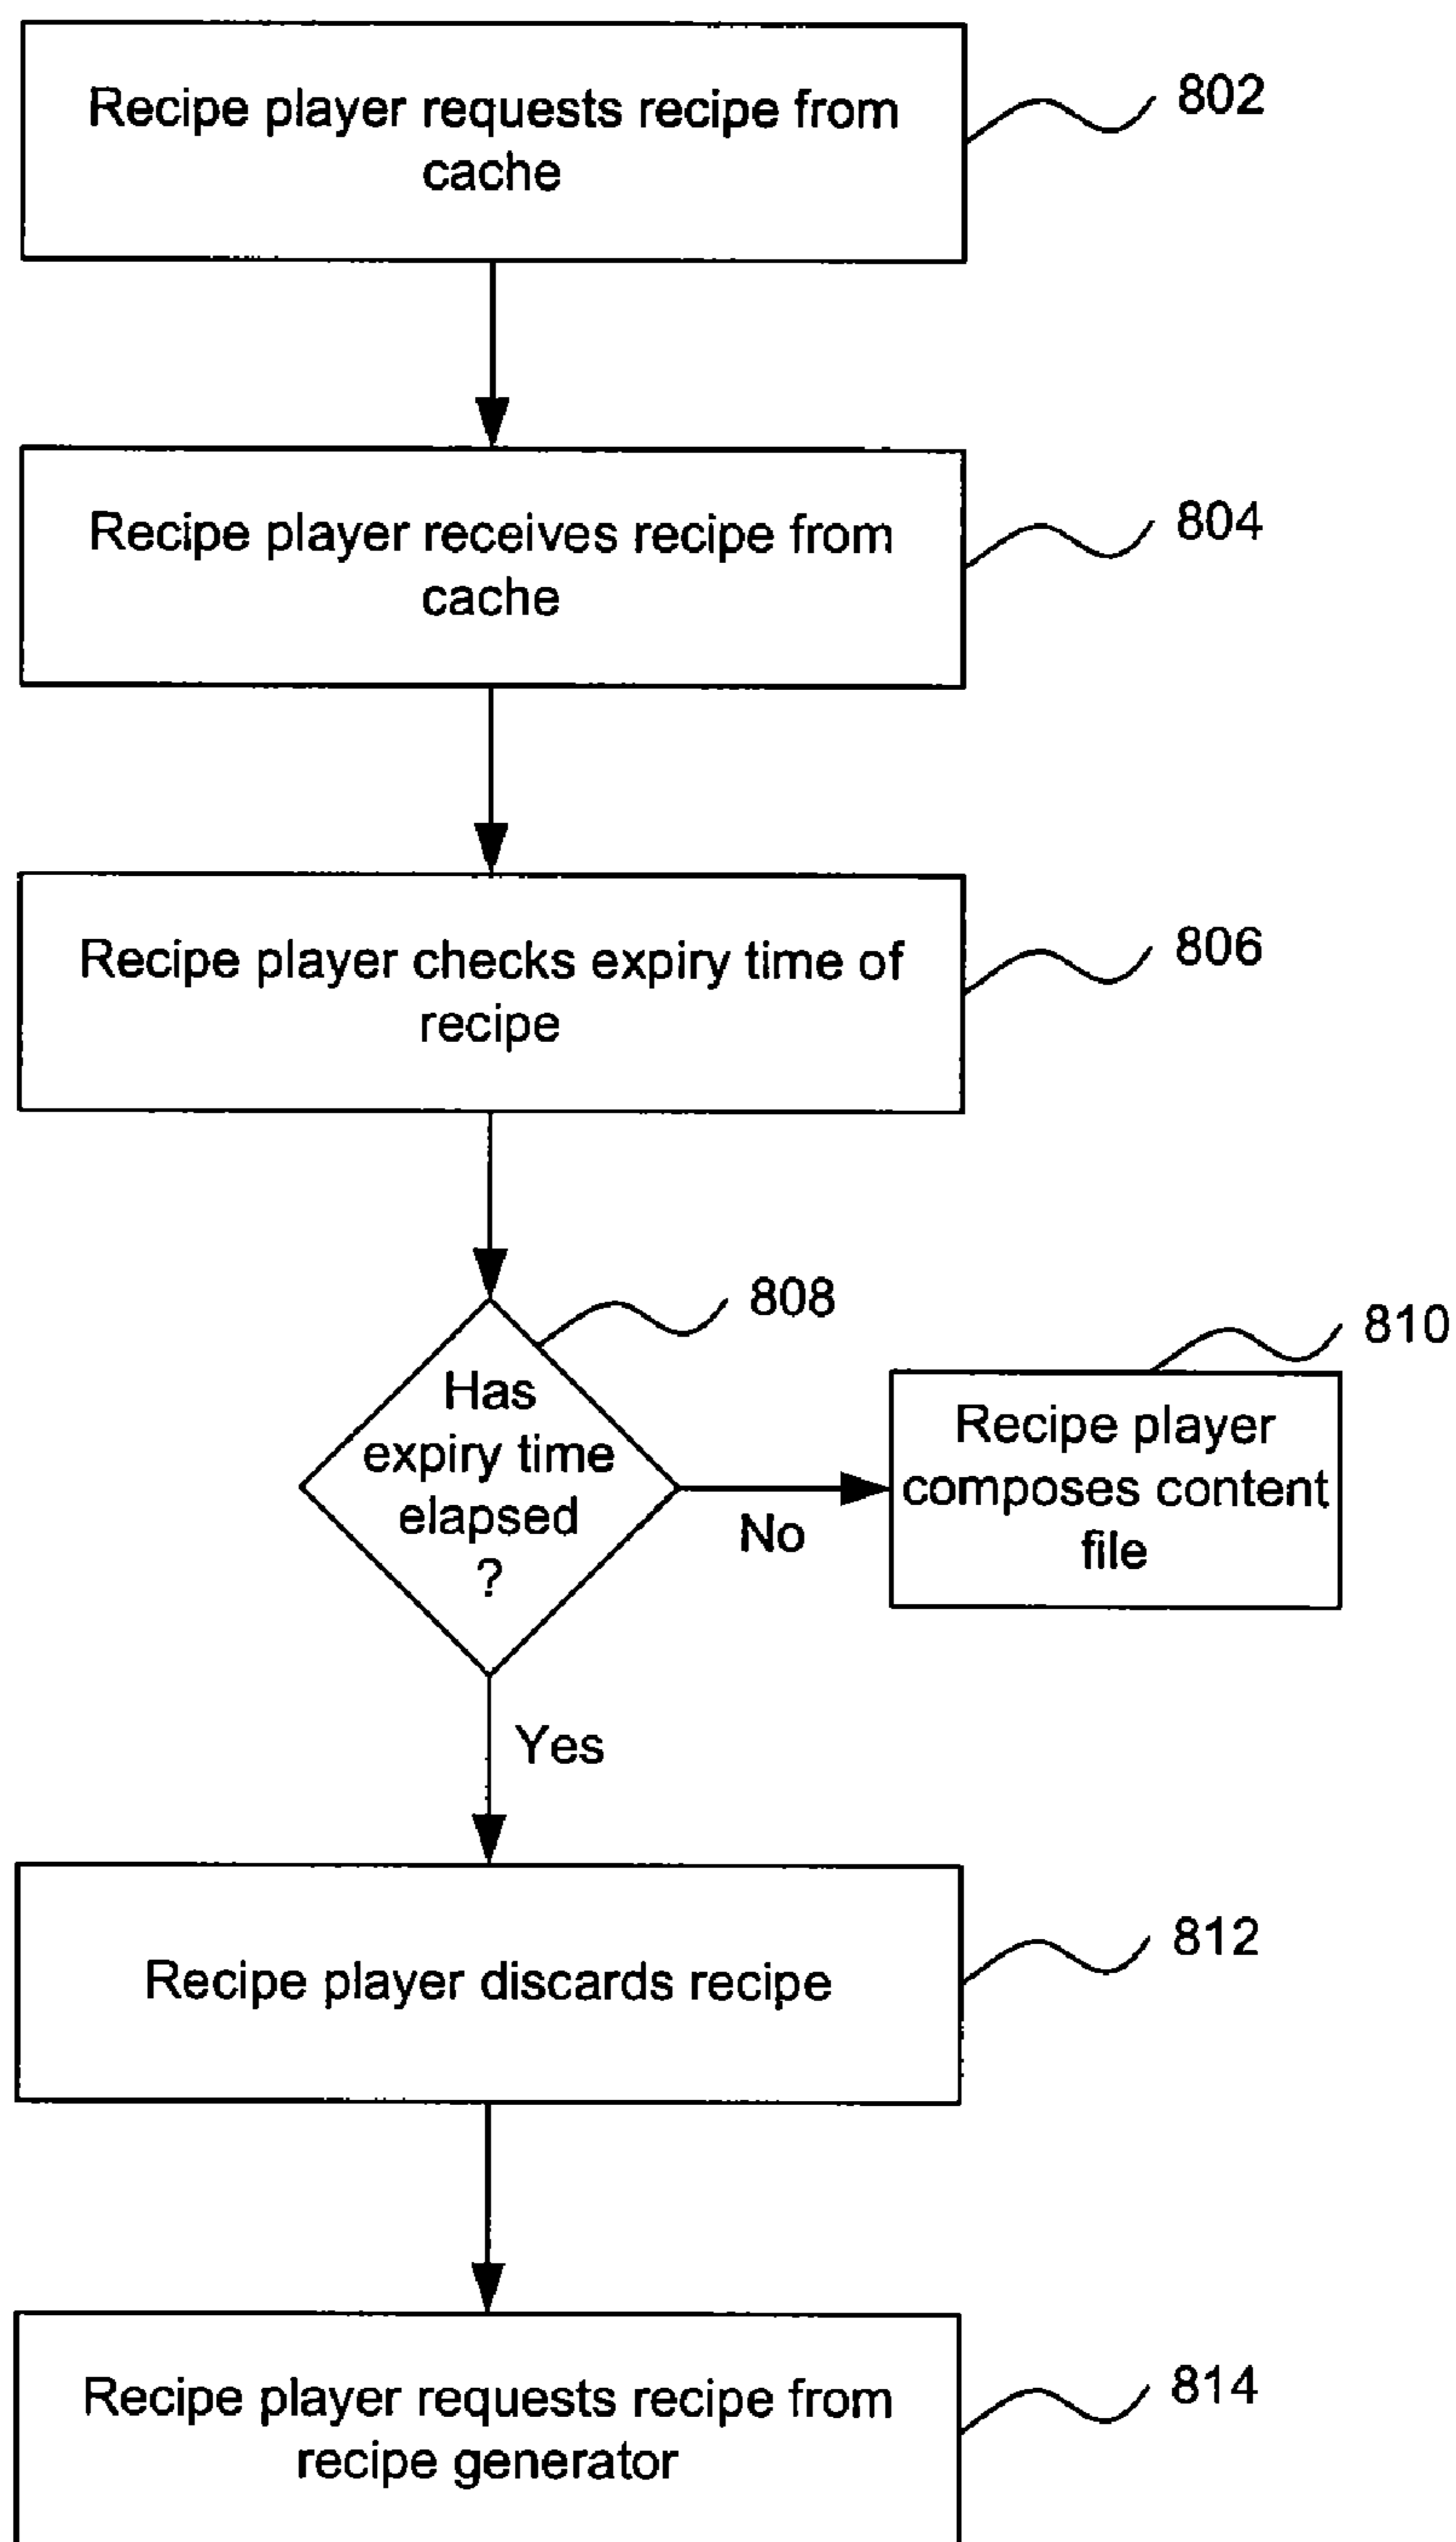 Recipe player requests recipe from
cache
802
Recipe player receives recipe from
cache
804
Recipe player checks expiry time of
recipe
806
Has
expiry time
elapsed
?
808
No
810
Recipe player
composes content
file
Yes
Recipe player discards recipe
812
Recipe player requests recipe from
recipe generator
814